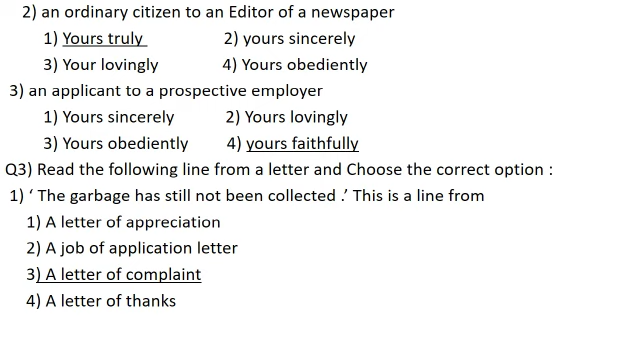 2) an ordinary citizen to an Editor of a newspaper
1) Yours truly 2) yours sincerely
3) Your lovingly 4) Yours obediently
3) an applicant to a prospective employer
1) Yours sincerely 2) Yours lovingly
3) Yours obediently 4) yours faithfully
Q3) Read the following line from a letter and Choose the correct option :
1) ‘ The garbage has still not been collected .’ This is a line from
1) A letter of appreciation
2) A job of application letter
3) A letter of complaint
4) A letter of thanks